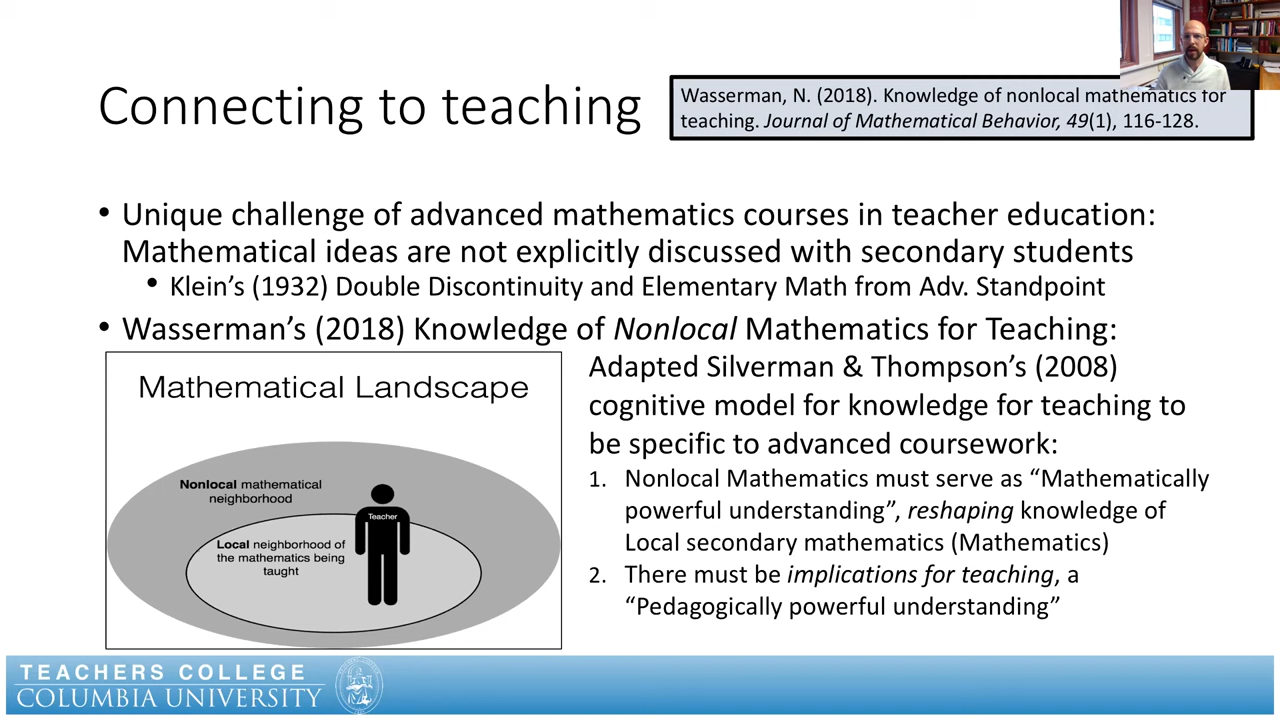 Connecting to teaching
Wasserman, N. (2018). Knowledge of nonlocal mathematics for
teaching. Journal of Mathematical Behavior, 49(1), 116-128.
• Unique challenge of advanced mathematics courses in teacher education:
Mathematical ideas are not explicitly discussed with secondary students
• Klein’s (1932) Double Discontinuity and Elementary Math from Adv. Standpoint
• Wasserman’s (2018) Knowledge of Nonlocal Mathematics for Teaching:
Mathematical Landscape
Nonlocal mathematical
neighborhood
Teacher
Local neighborhood of
the mathematics being
taught
Adapted Silverman & Thompson’s (2008)
cognitive model for knowledge for teaching to
be specific to advanced coursework:
1. Nonlocal Mathematics must serve as “Mathematically
powerful understanding”, reshaping knowledge of
Local secondary mathematics (Mathematics)
2. There must be implications for teaching, a
“Pedagogically powerful understanding”
TEACHERS COLLEGE
COLUMBIA UNIVERSITY